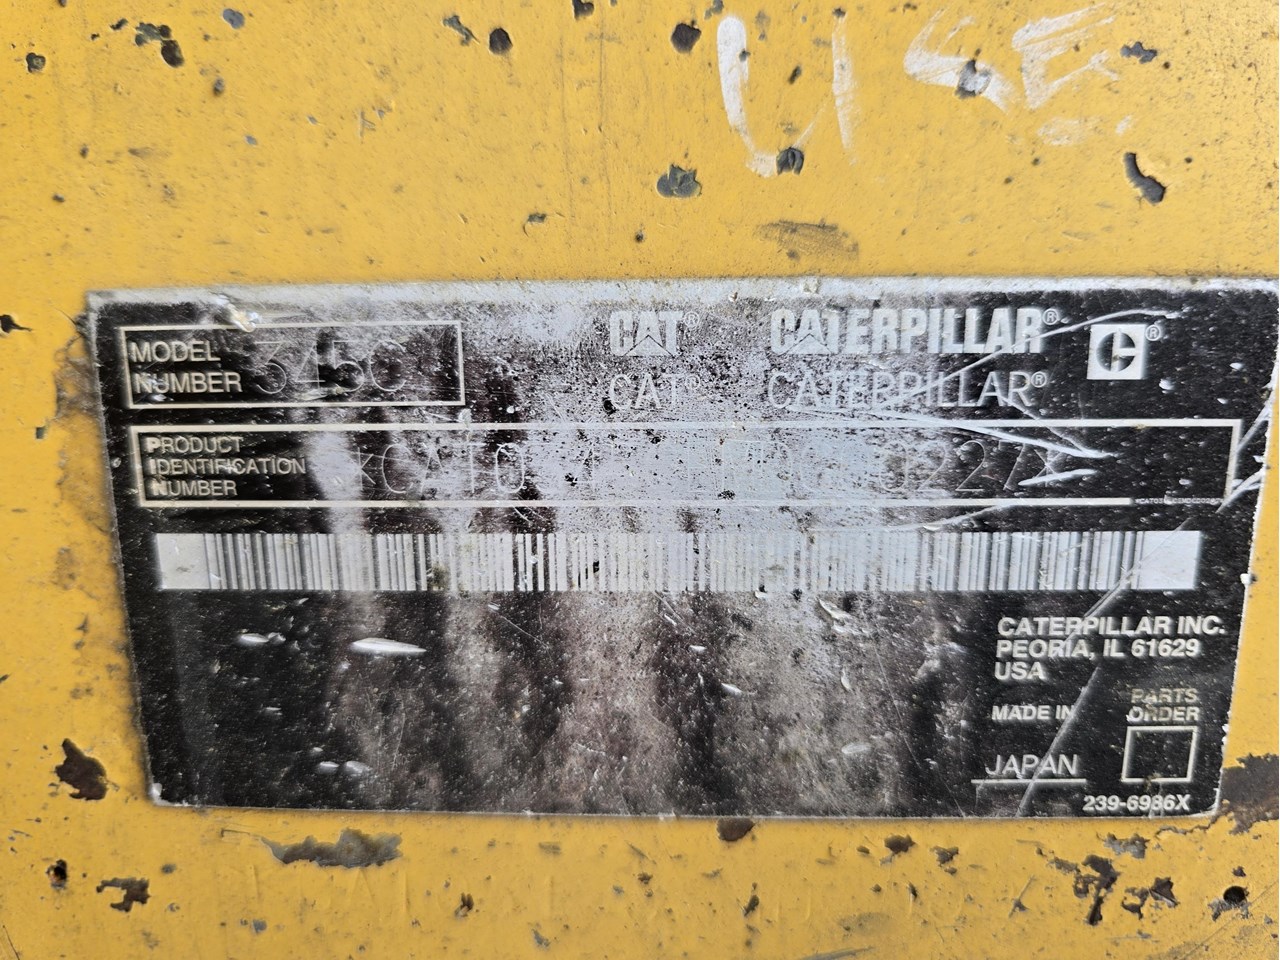 USE
MODEL NUMBER 345C
CAT® CATERPILLAR®
CAT® CATERPILLAR®
PRODUCT
IDENTIFICATION
NUMBER
CATERPILLAR INC.
PEORIA, IL 61629
USA
MADE IN
JAPAN
PARTS
ORDER
239-6986X